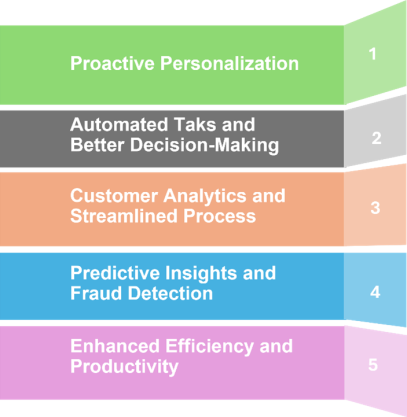 Proactive Personalization
1
Automated Taks and
Better Decision-Making
2
Customer Analytics and
Streamlined Process
3
Predictive Insights and
Fraud Detection
4
Enhanced Efficiency and
Productivity
5